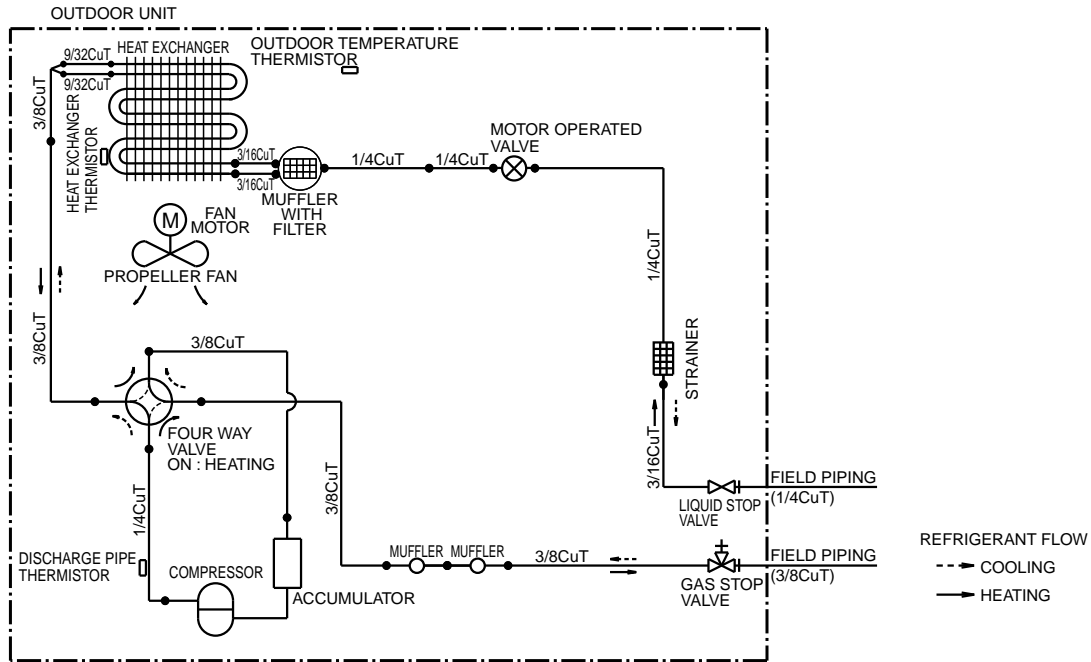 OUTDOOR UNIT
HEAT EXCHANGER
OUTDOOR TEMPERATURE
THERMISTOR
9/32CuT
9/32CuT
3/8CuT
HEAT EXCHANGER
THERMISTOR
3/16CuT
3/16CuT
MUFFLER
WITH
FILTER
1/4CuT
1/4CuT
MOTOR OPERATED
VALVE
M
FAN
MOTOR
PROPELLER FAN
1/4CuT
3/8CuT
3/8CuT
STRAINER
FOUR WAY
VALVE
ON : HEATING
3/16CuT
LIQUID STOP
VALVE
FIELD PIPING
(1/4CuT)
1/4CuT
3/8CuT
DISCHARGE PIPE
THERMISTOR
COMPRESSOR
ACCUMULATOR
MUFFLER
MUFFLER
3/8CuT
GAS STOP
VALVE
FIELD PIPING
(3/8CuT)
REFRIGERANT FLOW
COOLING
HEATING